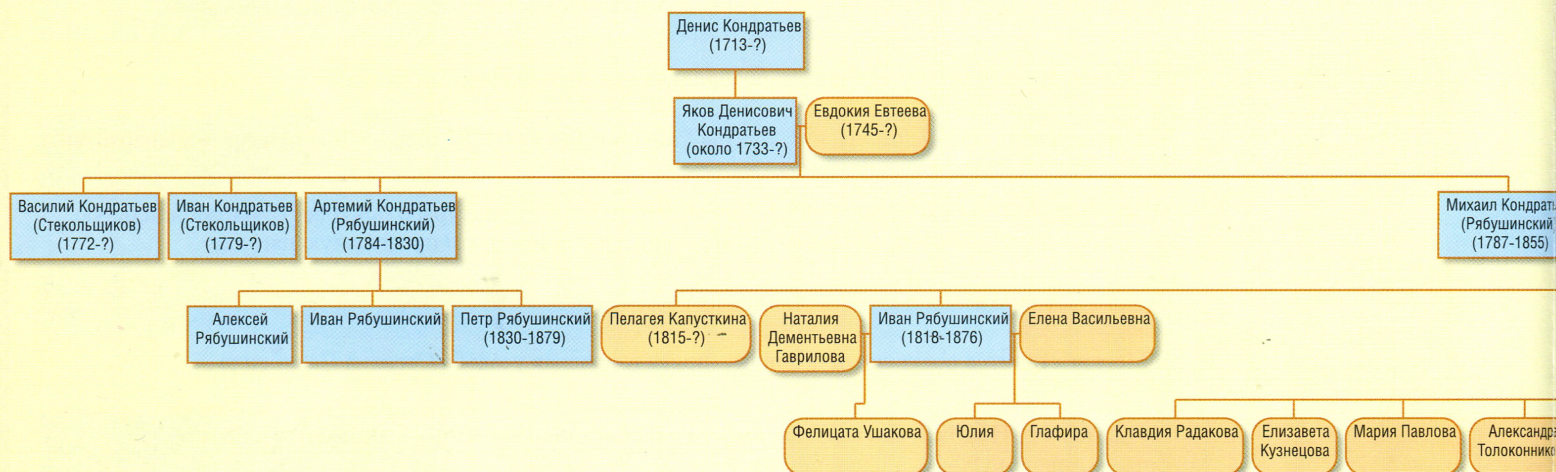 Денис Кондратьев
(1713-?)
Яков Денисович
Кондратьев
(около 1733-?)
Евдокия Евтеева
(1745-?)
Василий Кондратьев
(Стекольщиков)
(1772-?)
Иван Кондратьев
(Стекольщиков)
(1779-?)
Артемий Кондратьев
(Рябушинский)
(1784-1830)
Михаил
(Рябушинский
(1787-1855)
Алексей
Рябушинский
Иван Рябушинский
Петр Рябушинский
(1830-1879)
Пелагея Капусткина
(1815-?)
Наталия
Дементьевна
Гаврилова
Иван Рябушинский
(1818-1876)
Елена Васильевна
Фелицата Ушакова
Юлия
Глафира
Клавдия Радакова
Елизавета
Кузнецова
Мария Павлова
Александра